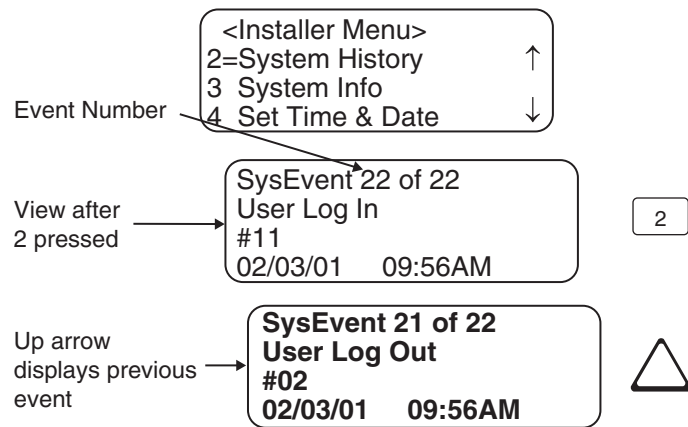 <Installer Menu>
2=System History ↑
3 System Info
4 Set Time & Date ↓
Event Number
SysEvent 22 of 22
User Log In
#11
02/03/01 09:56AM
View after
2 pressed
2
SysEvent 21 of 22
User Log Out
#02
02/03/01 09:56AM
Up arrow
displays previous
event